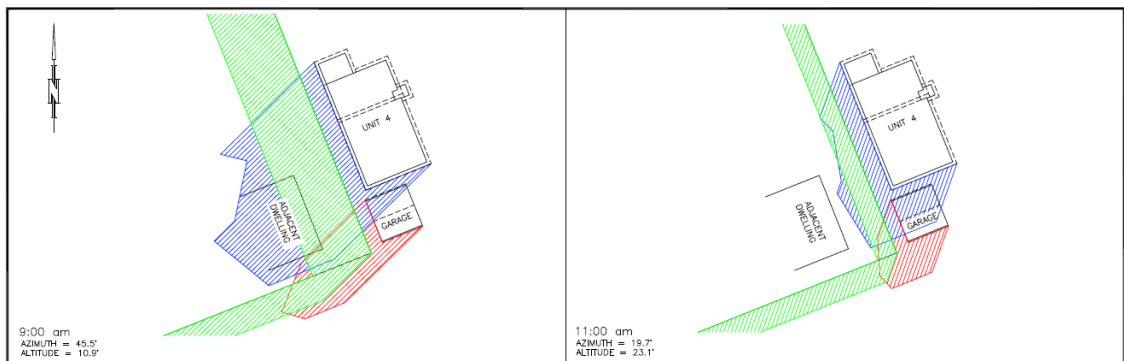 N
UNIT 4
ADJACENT
DWELLING
GARAGE
9:00 am
AZIMUTH = 45.5°
ALTITUDE = 10.9°
UNIT 4
ADJACENT
DWELLING
GARAGE
11:00 am
AZIMUTH = 19.7°
ALTITUDE = 23.1°